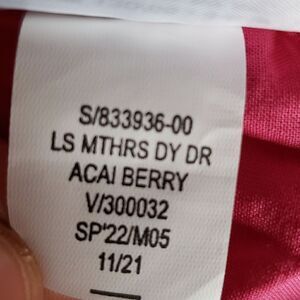 S/833936-00
LS MTHRS DY DR
ACAI BERRY
V/300032
SP'22/M05
11/21